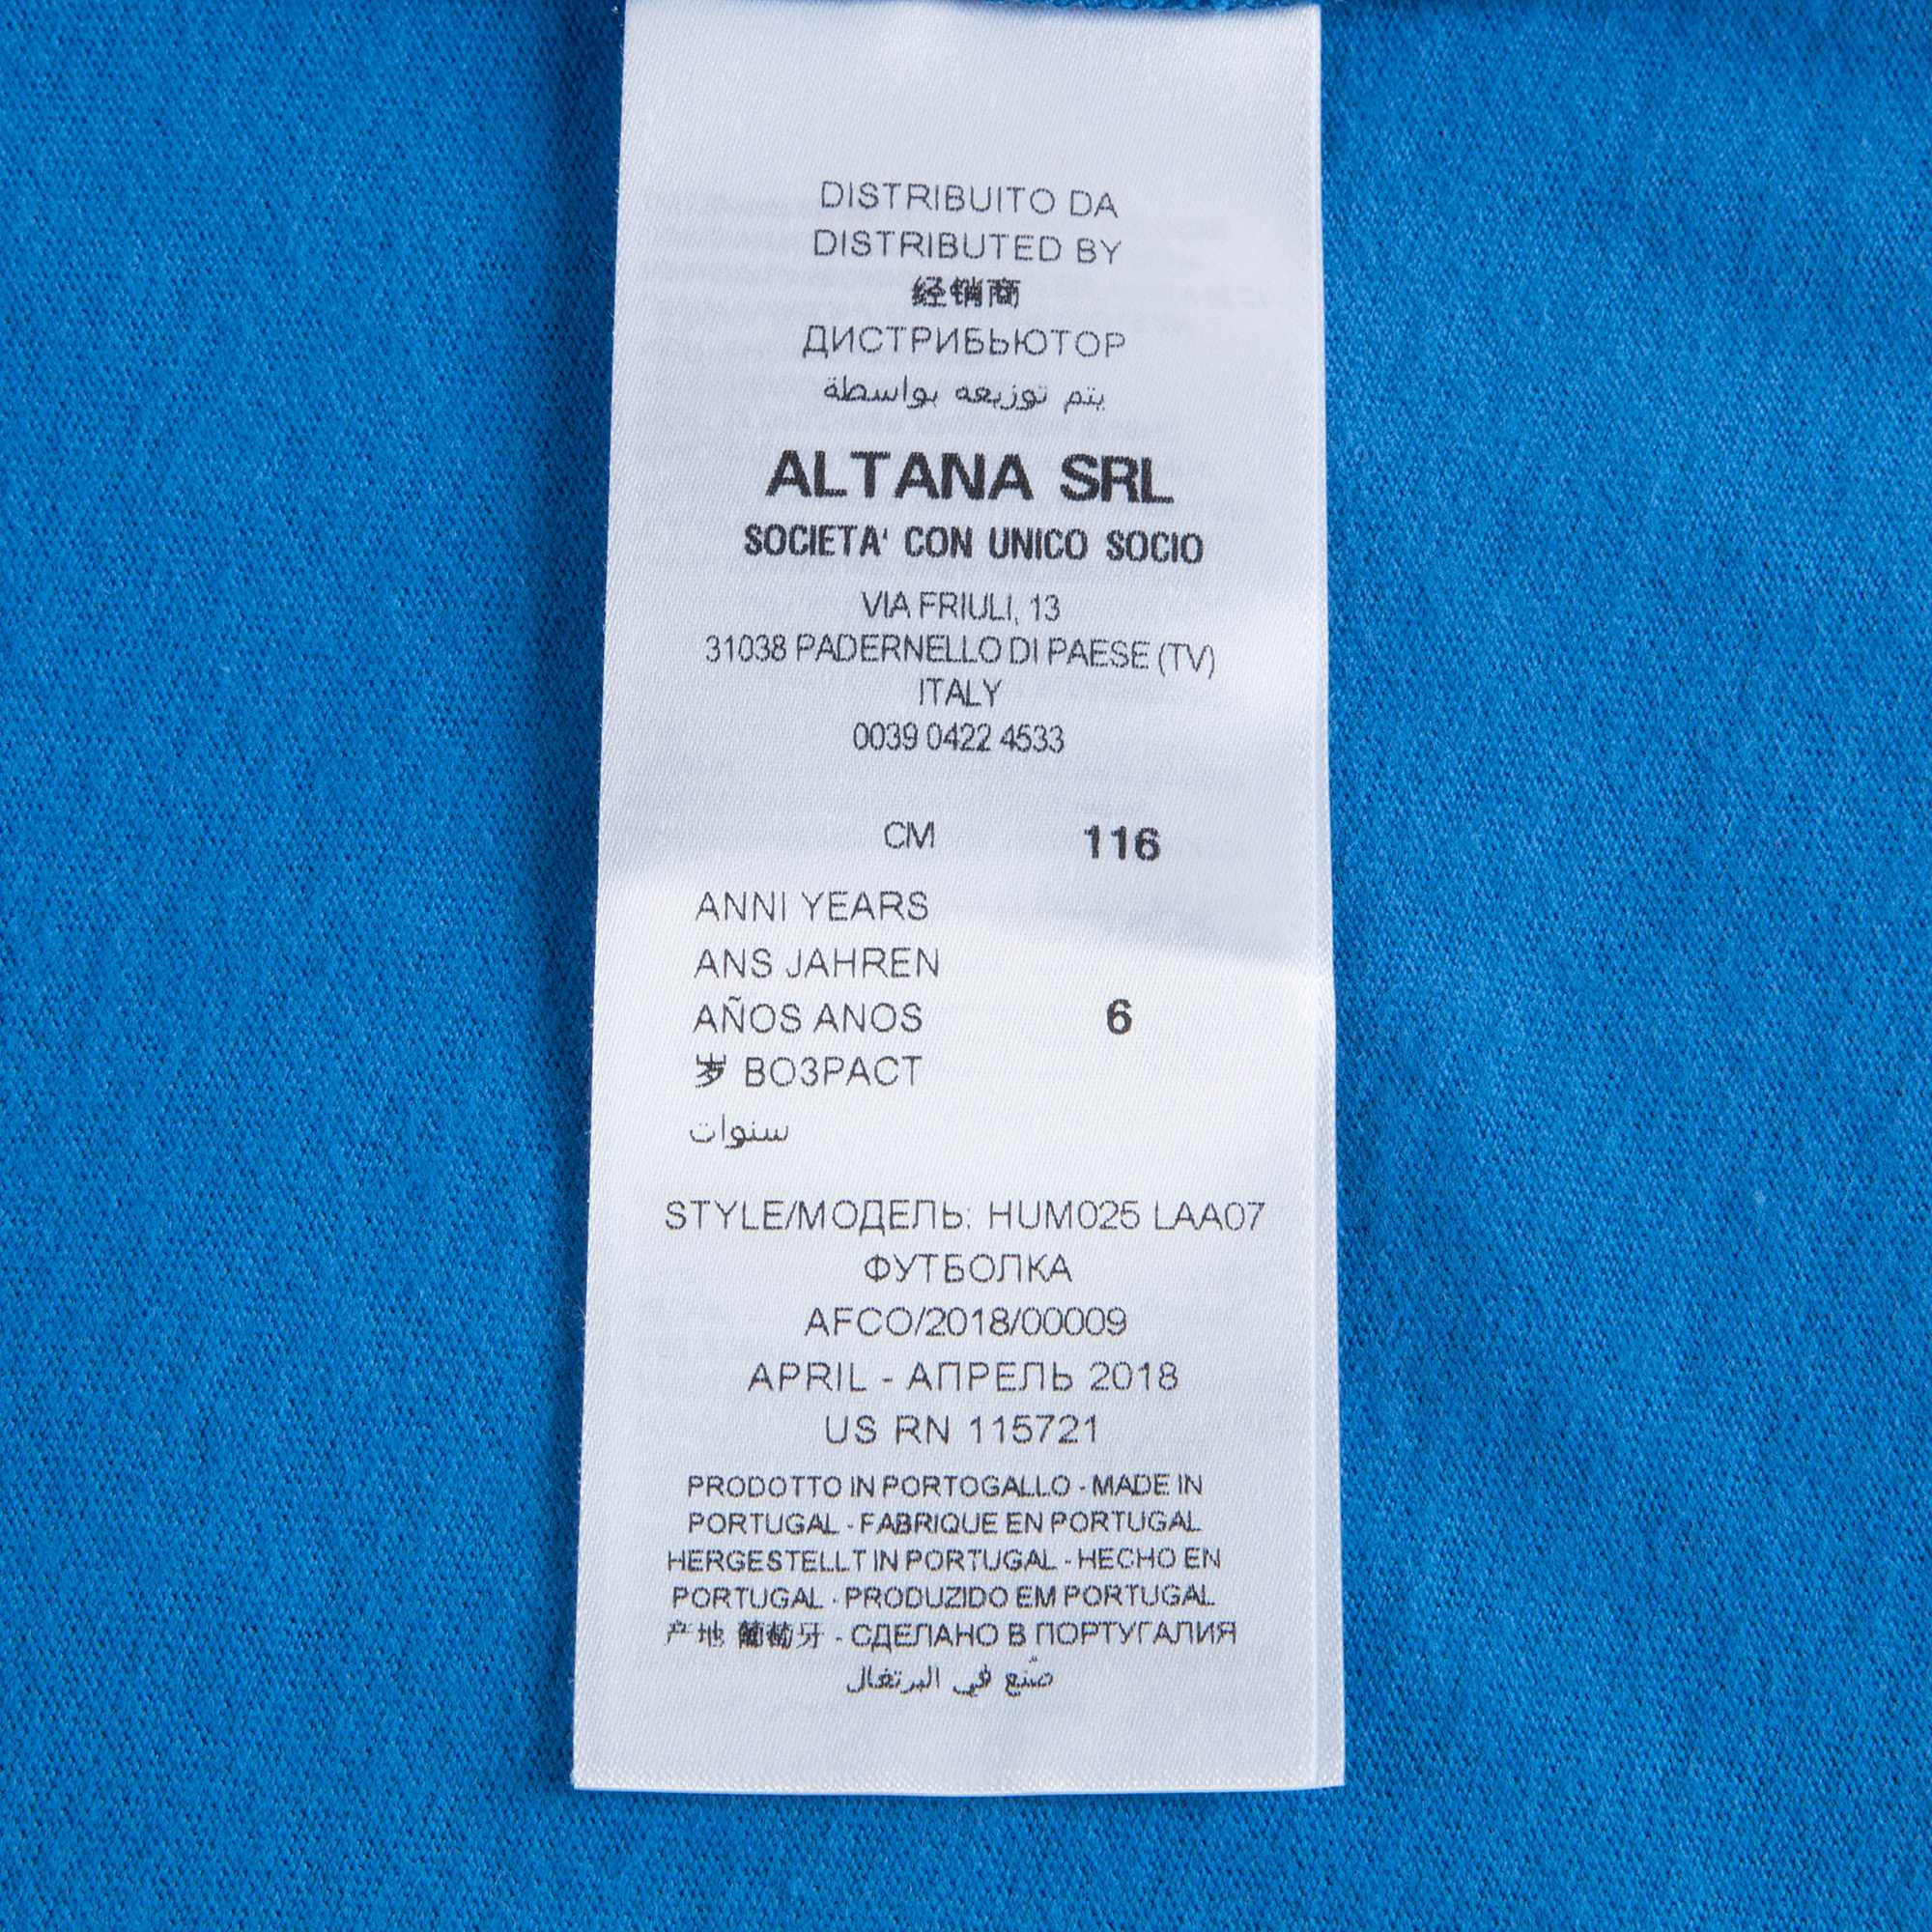 DISTRIBUITO DA
DISTRIBUTED BY
经销商
ДИСТРИБЬЮТОР
يتم توزيعه بواسطة
ALTANA SRL
SOCIETA' CON UNICO SOCIO
VIA FRIULI, 13
31038 PADERNELLO DI PAESE (TV)
ITALY
0039 0422 4533
CM 116
ANNI YEARS
ANS JAHREN
AÑOS ANOS 6
岁 ВОЗРАСТ
سنوات
STYLE/МОДЕЛЬ: HUM025 LAA07
ФУТБОЛКА
AFCO/2018/00009
APRIL - АПРЕЛЬ 2018
US RN 115721
PRODOTTO IN PORTOGALLO - MADE IN
PORTUGAL - FABRIQUE EN PORTUGAL
HERGESTELLT IN PORTUGAL - HECHO EN
PORTUGAL - PRODUZIDO EM PORTUGAL
产地 葡萄牙 - СДЕЛАНО В ПОРТУГАЛИЯ
صُنع في البرتغال